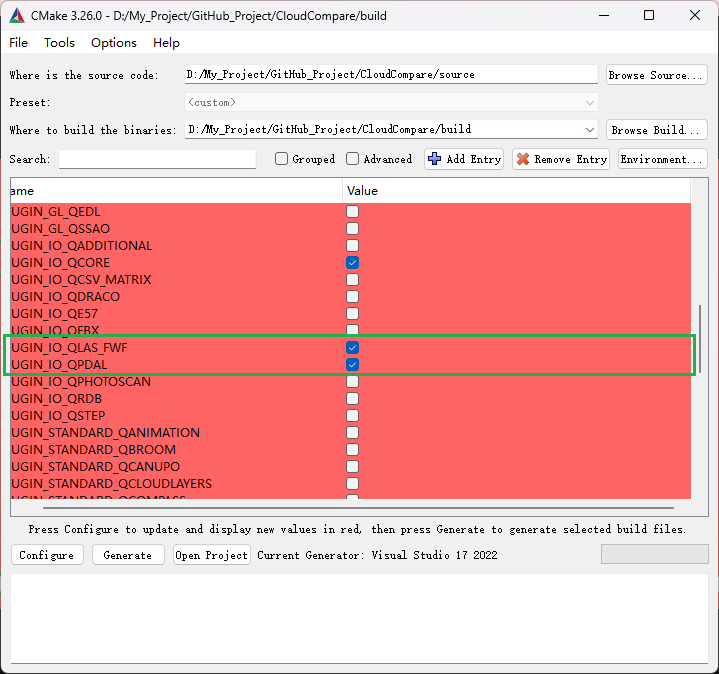 CMake 3.26.0 - D:/My_Project/GitHub_Project/CloudCompare/build
File Tools Options Help
Where is the source code: D:/My_Project/GitHub_Project/CloudCompare/source Browse Source...
Preset: <custom>
Where to build the binaries: D:/My_Project/GitHub_Project/CloudCompare/build Browse Build...
Search: Grouped Advanced Add Entry Remove Entry Environment...
ame Value
UGIN_GL_QEDL
UGIN_GL_QSSAO
UGIN_IO_QADDITIONAL
UGIN_IO_QCORE
UGIN_IO_QCSV_MATRIX
UGIN_IO_QDRACO
UGIN_IO_QE57
UGIN_IO_QFBX
UGIN_IO_QLAS_FWF
UGIN_IO_QPDAL
UGIN_IO_QPHOTOSCAN
UGIN_IO_QRDB
UGIN_IO_QSTEP
UGIN_STANDARD_QANIMATION
UGIN_STANDARD_QBROOM
UGIN_STANDARD_QCANUPO
UGIN_STANDARD_QCLOUDLAYERS
UGIN_STANDARD_QCOMPASS
Press Configure to update and display new values in red, then press Generate to generate selected build files.
Configure Generate Open Project Current Generator: Visual Studio 17 2022